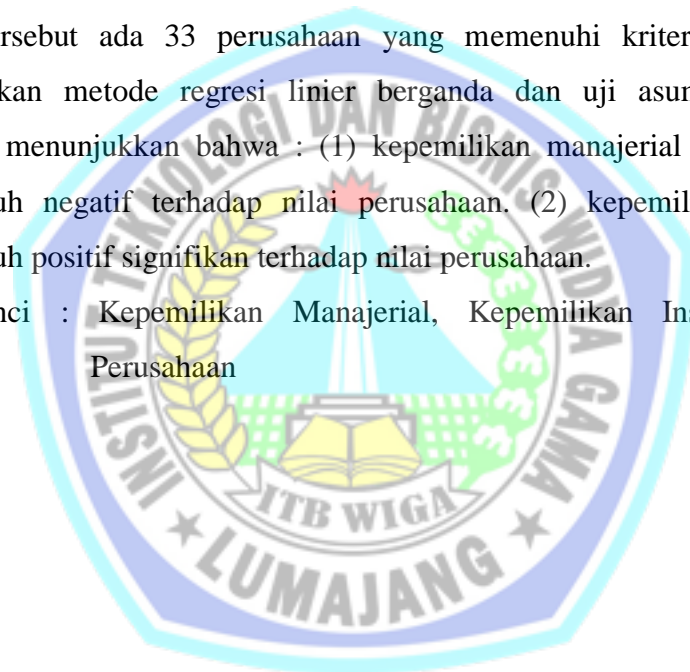 rsebut ada 33 perusahaan yang memenuhi kriter
kan metode regresi linier berganda dan uji asun
menunjukkan bahwa : (1) kepemilikan manajerial
uh negatif terhadap nilai perusahaan. (2) kepemil
uh positif signifikan terhadap nilai perusahaan.
nci : Kepemilikan Manajerial, Kepemilikan Ins
Perusahaan
INSTITUT TEKNOLOGI DAN BISNIS WIDYA GAMA
ITB WIGA
LUMAJANG